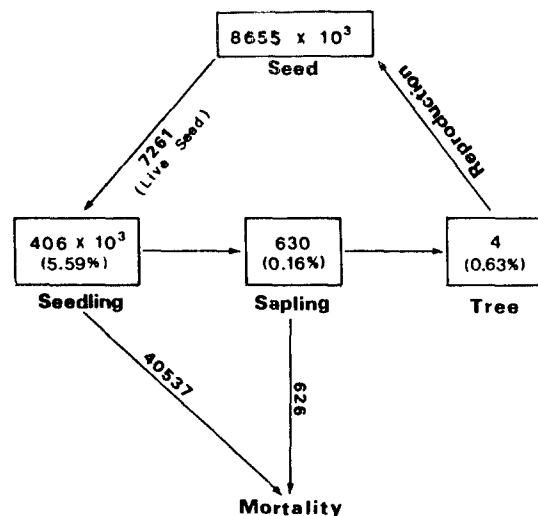 8655 × 10³
Seed
7261
(Live Seed)
Reproduction
406 × 10³
(5.59%)
Seedling
630
(0.16%)
Sapling
4
(0.63%)
Tree
40537
626
Mortality